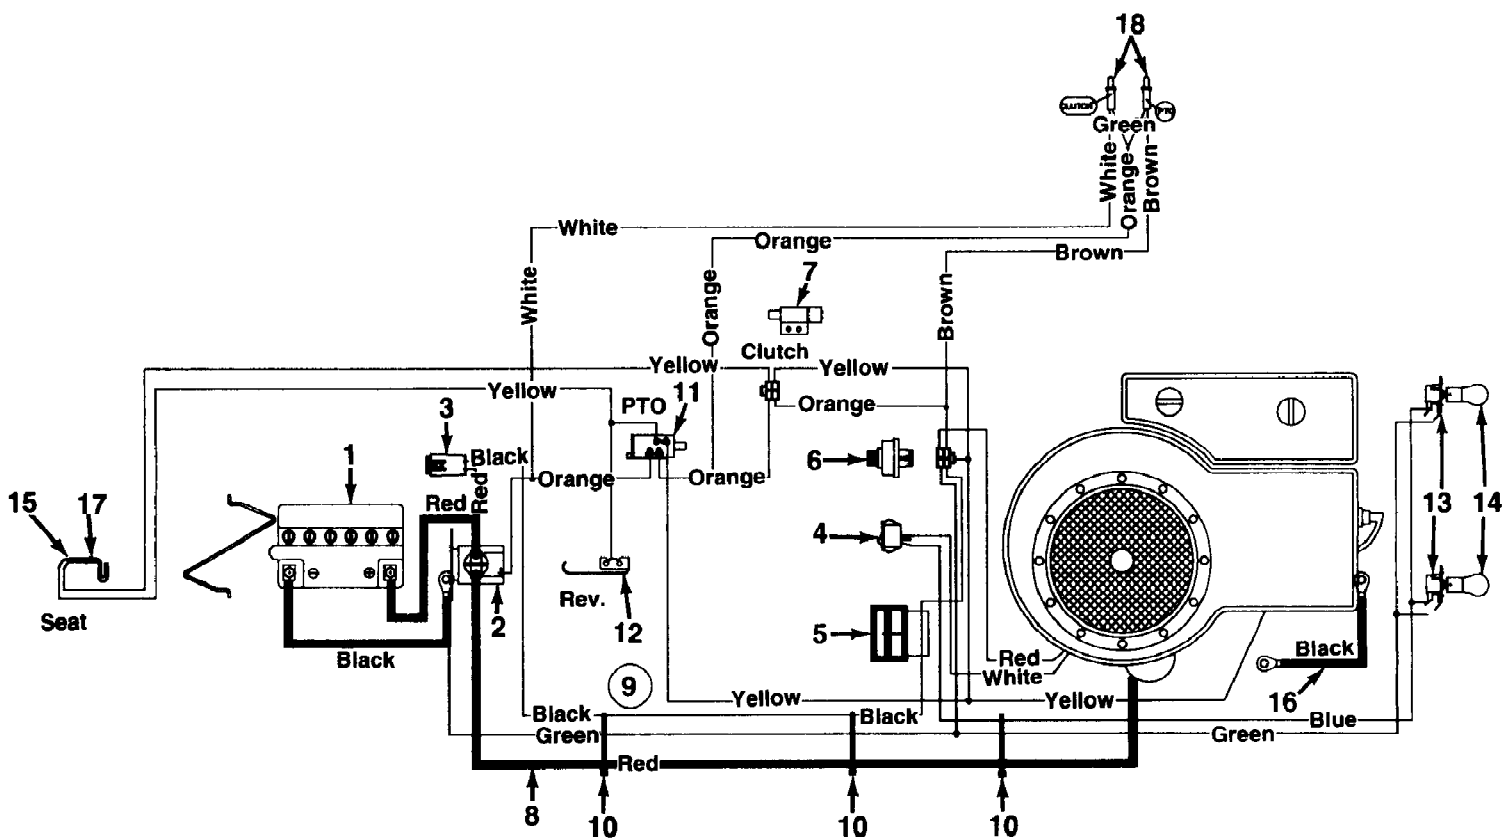 18
CLUTCH
PTO
Green
White
Orange
Brown
White
Orange
Brown
7
White
Orange
Brown
Clutch
Yellow
Yellow
Yellow
3
PTO
11
Orange
1
Black
6
Orange
Orange
15
17
Red
Red
13
14
4
Rev.
Seat
2
12
5
Black
Red
White
Black
9
16
Yellow
Yellow
Black
Black
Blue
Green
Green
Red
8
10
10
10